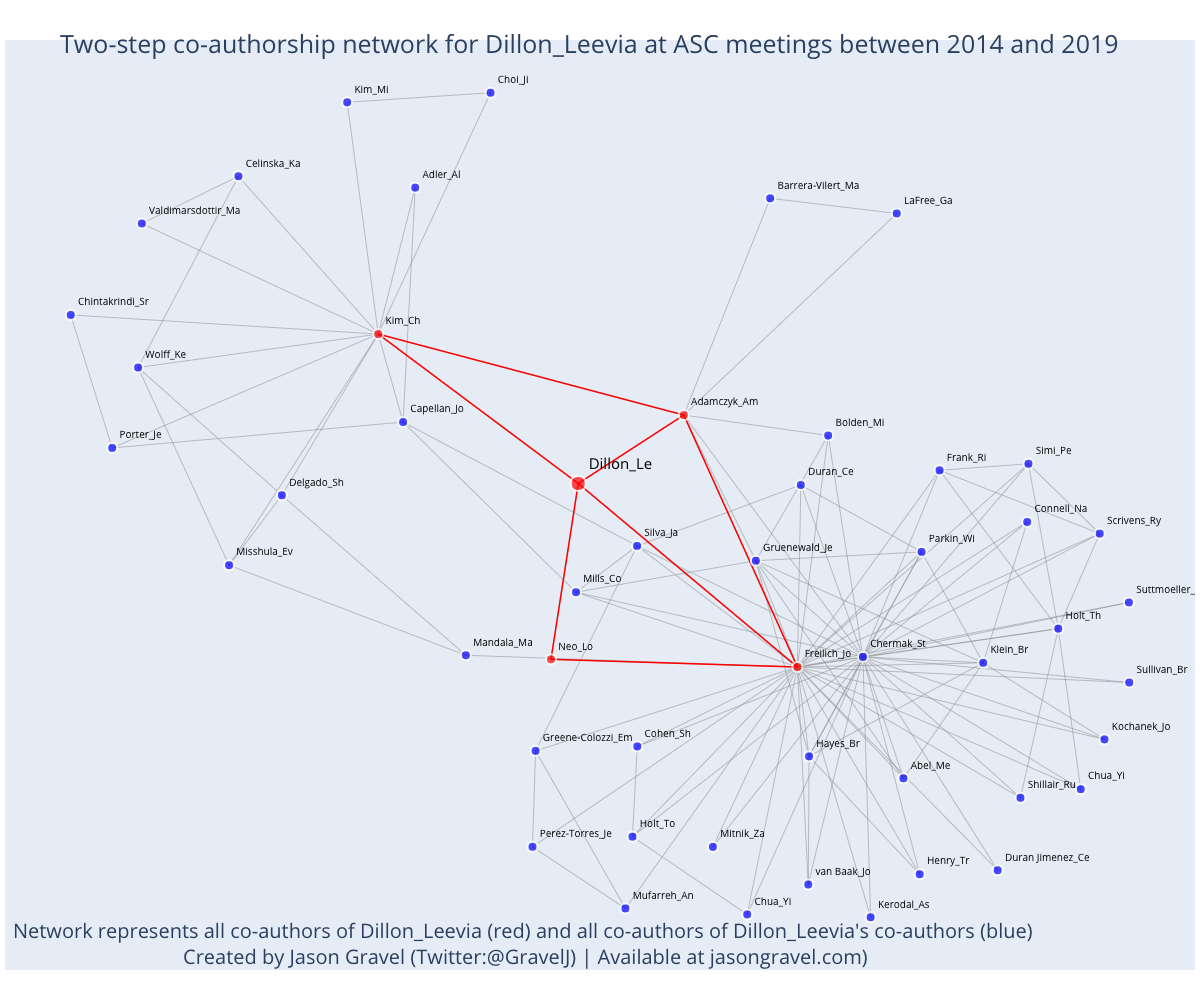 Two-step co-authorship network for Dillon_Leevia at ASC meetings between 2014 and 2019
Choi_Ji
Kim_Mi
Celinska_Ka
Adler_Al
Barrera-Vilert_Ma
LaFree_Ga
Valdimarsdottir_Ma
Chintakrindi_Sr
Kim_Ch
Wolff_Ke
Adamczyk_Am
Capellan_Jo
Bolden_Mi
Porter_Je
Simi_Pe
Frank_Ri
Dillon_Le
Duran_Ce
Delgado_Sh
Connell_Na
Scrivens_Ry
Silva_Ja
Parkin_Wi
Gruenewald_Je
Misshula_Ev
Mills_Co
Suttmoeller_
Holt_Th
Mandala_Ma
Neo_Lo
Chermak_St
Freilich_Jo
Klein_Br
Sullivan_Br
Kochanek_Jo
Greene-Colozzi_Em
Cohen_Sh
Hayes_Br
Abel_Me
Chua_Yi
Shillair_Ru
Holt_To
Perez-Torres_Je
Mitnik_Za
Duran Jimenez_Ce
Henry_Tr
van Baak_Jo
Mufarreh_An
Chua_Yi
Kerodal_As
Network represents all co-authors of Dillon_Leevia (red) and all co-authors of Dillon_Leevia's co-authors (blue)
Created by Jason Gravel (Twitter:@GravelJ) | Available at jasongravel.com)